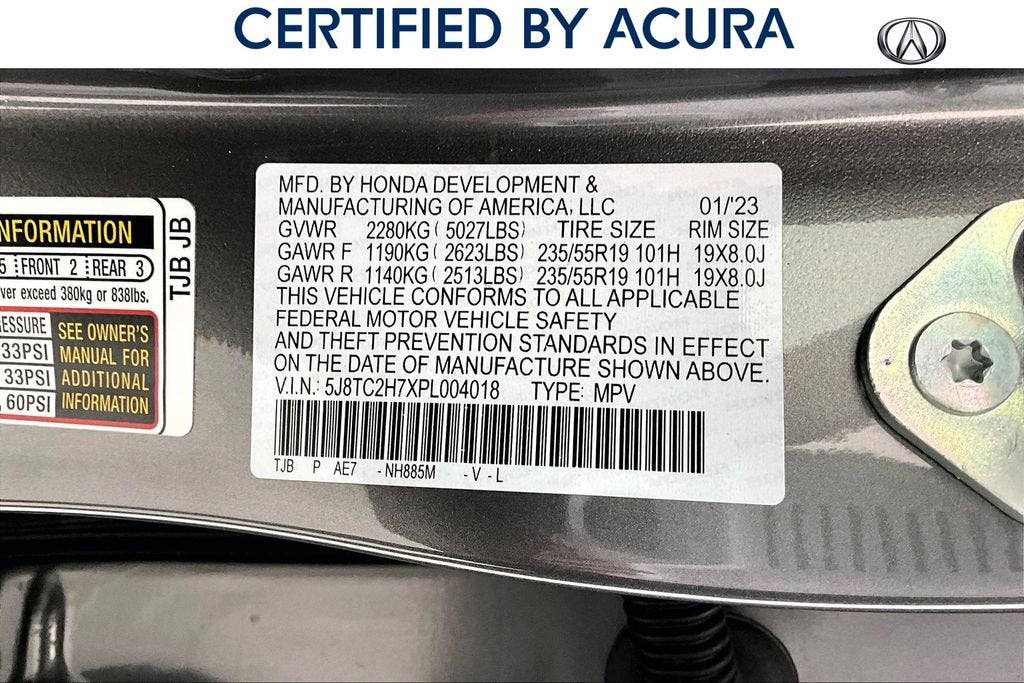 CERTIFIED BY ACURA
INFORMATION
5 FRONT 2 REAR 3
ver exceed 380kg or 838lbs.
TJB JB
ESSURE
33PSI
33PSI
, 60PSI
SEE OWNER'S
MANUAL FOR
ADDITIONAL
INFORMATION
MFD. BY HONDA DEVELOPMENT &
MANUFACTURING OF AMERICA, LLC 01/'23
GVWR 2280KG( 5027LBS) TIRE SIZE RIM SIZE
GAWR F 1190KG( 2623LBS) 235/55R19 101H 19X8.0J
GAWR R 1140KG( 2513LBS) 235/55R19 101H 19X8.0J
THIS VEHICLE CONFORMS TO ALL APPLICABLE
FEDERAL MOTOR VEHICLE SAFETY
AND THEFT PREVENTION STANDARDS IN EFFECT
ON THE DATE OF MANUFACTURE SHOWN ABOVE.
V.I.N.: 5J8TC2H7XPL004018 TYPE: MPV
TJB P AE7 - NH885M - V - L